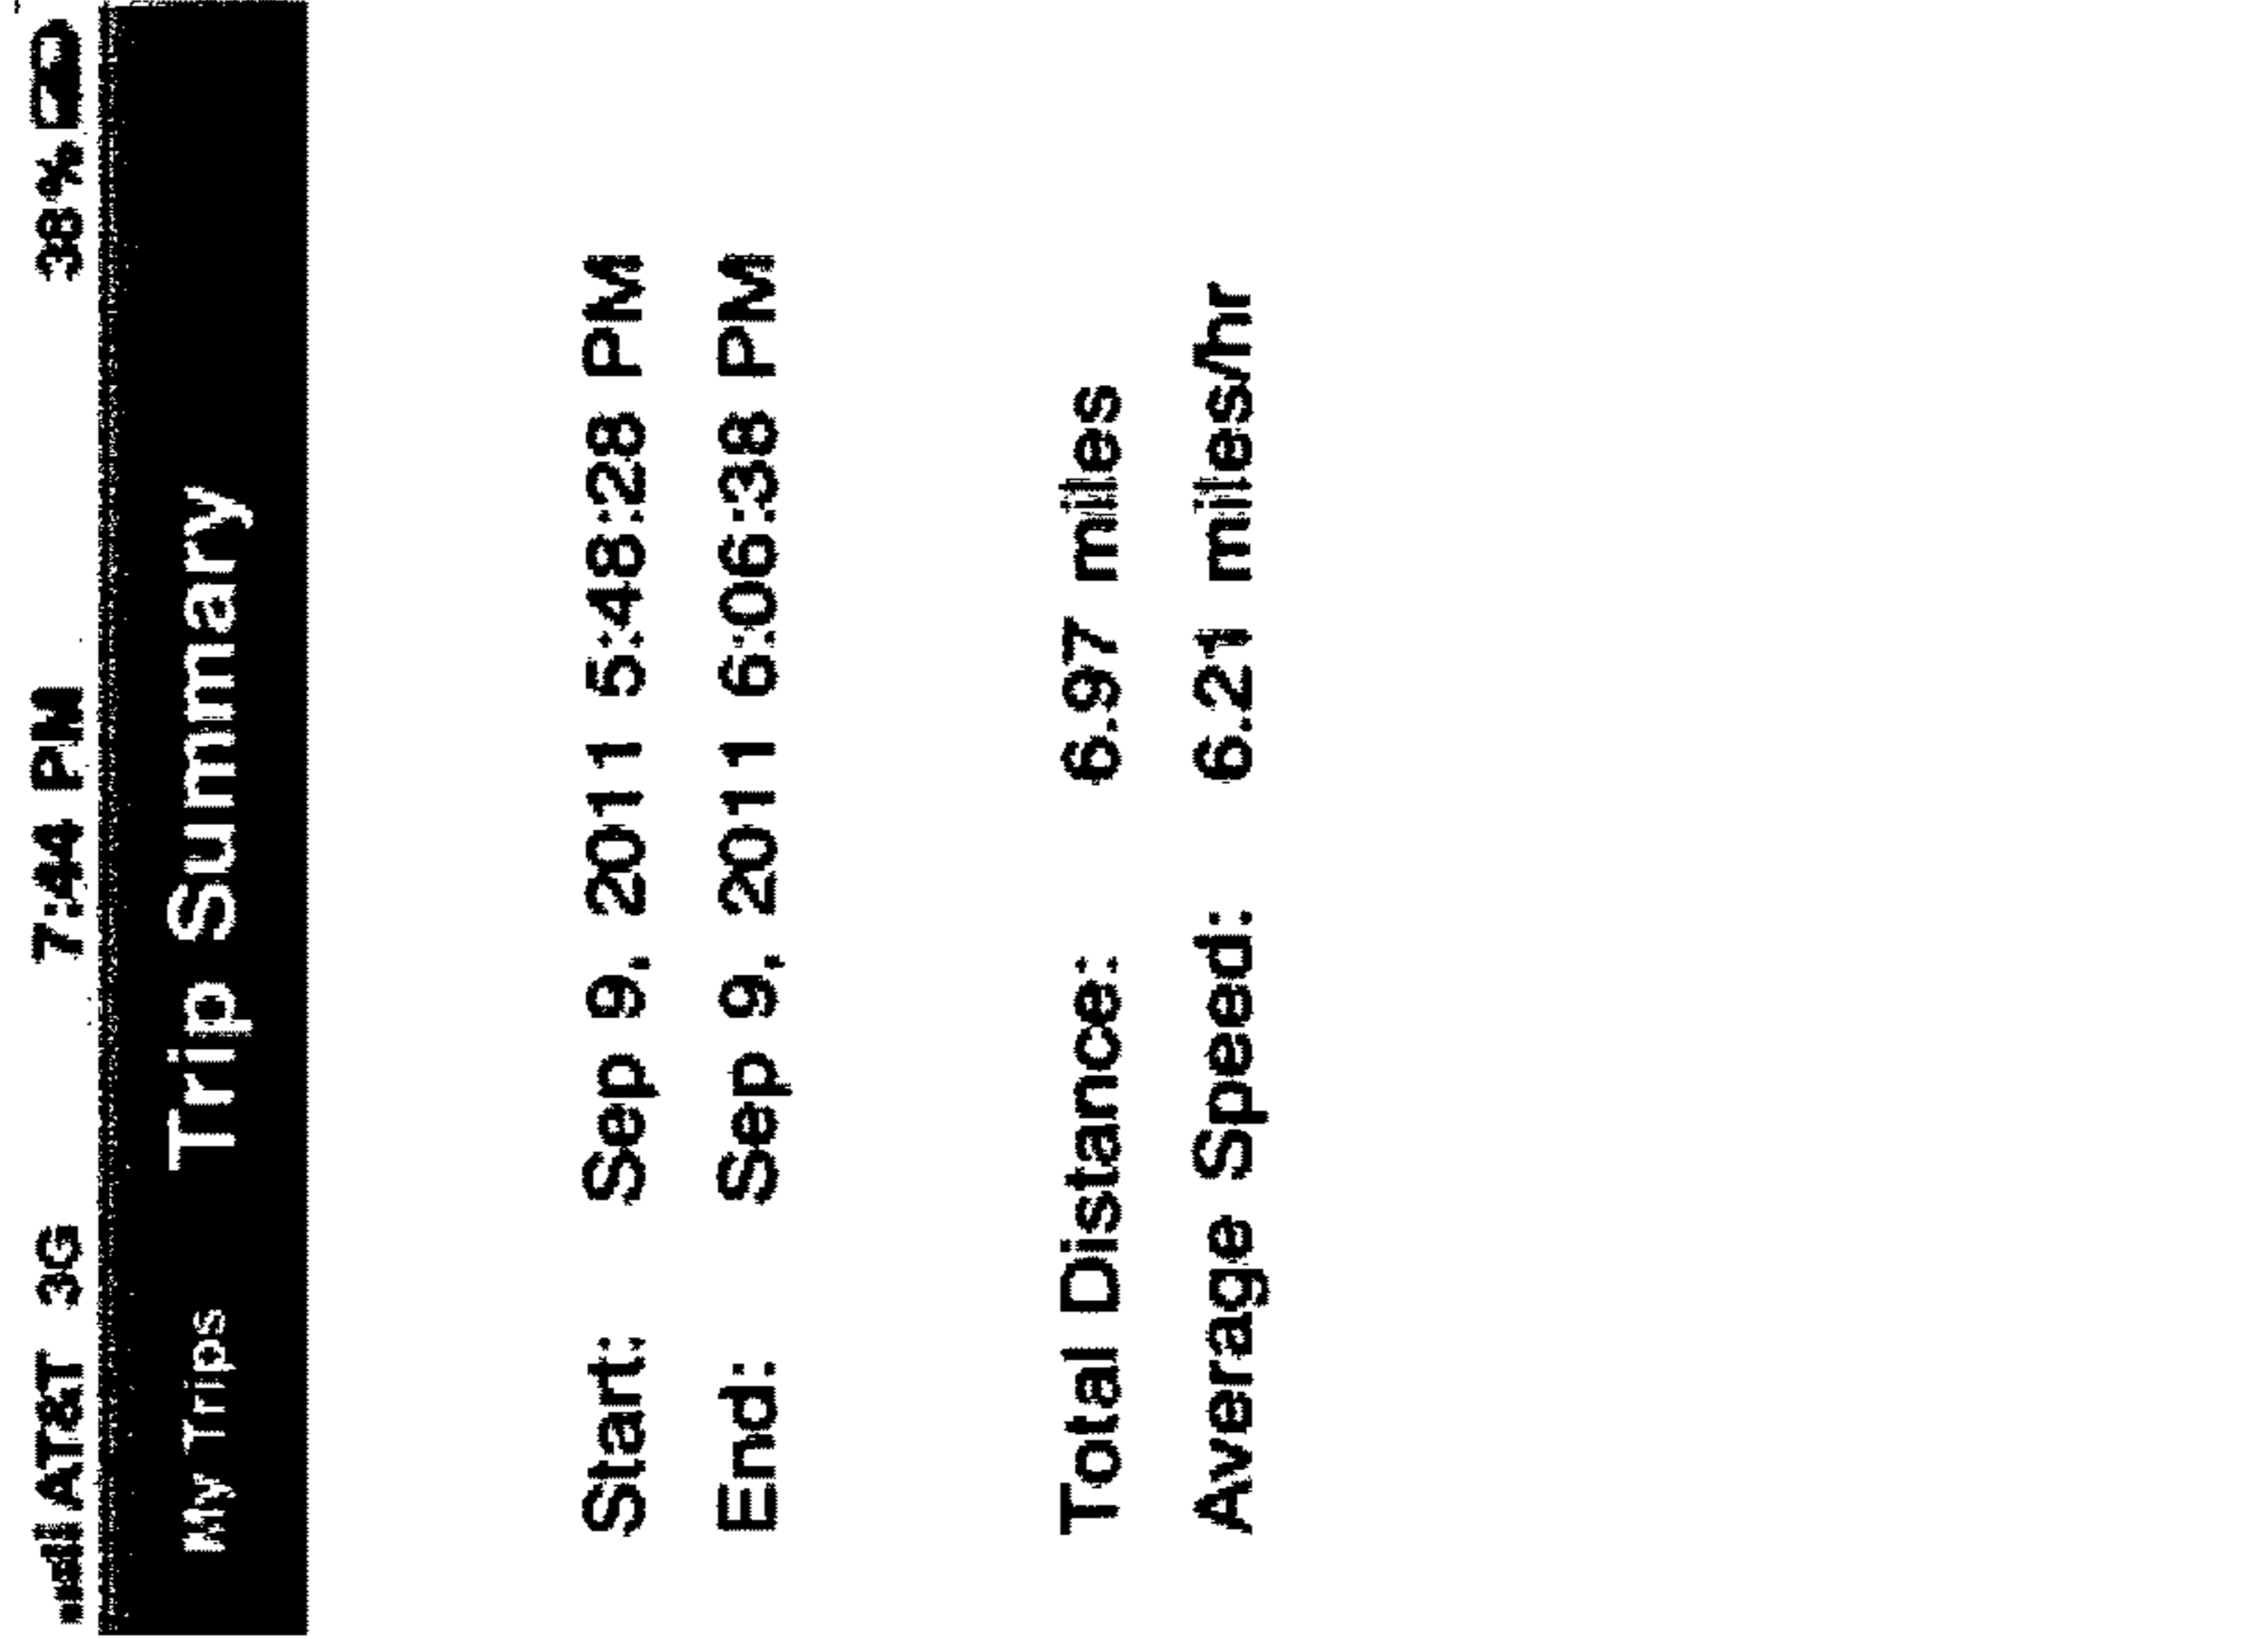 AT&T 3G 7:44 PM 38%
My Trips Trip Summary
Start: Sep 9, 2011 5:48:28 PM
End: Sep 9, 2011 6:06:38 PM
Total Distance: 6.97 miles
Average Speed: 6.21 miles/hr